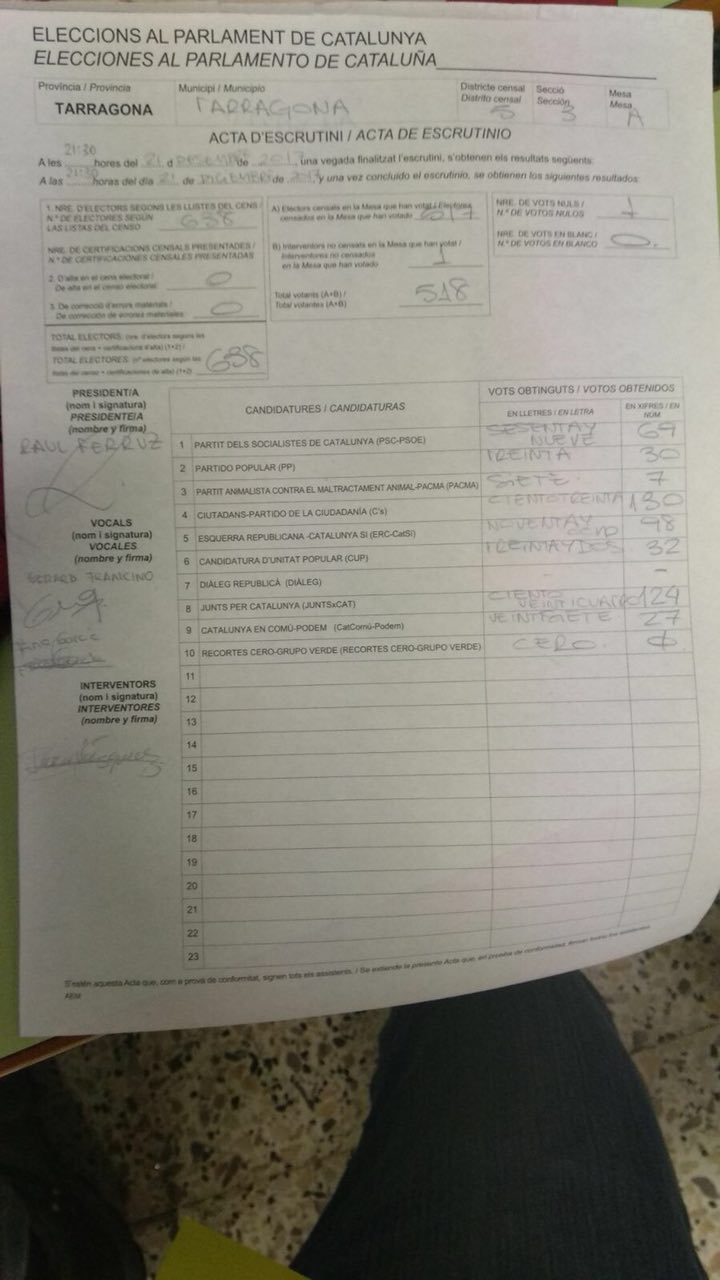 ELECCIONS AL PARLAMENT DE CATALUNYA
ELECCIONES AL PARLAMENTO DE CATALUÑA
Provincia / Provincia
TARRAGONA
Municipi / Municipio
TARRAGONA
Districte censal
Distrito censal
5
Secció
Sección
3
Mesa
Mesa
A
ACTA D'ESCRUTINI / ACTA DE ESCRUTINIO
21:30
A les hores del 21 d DESEMBRE de 2017, una vegada finalitzat l'escrutini, s'obtenen els resultats següents:
21:30
A las horas del día 21 de DICIEMBRE de 2017 y una vez concluido el escrutinio, se obtienen los siguientes resultados:
1. NRE. D'ELECTORS SEGONS LES LLISTES DEL CENS /
N.º DE ELECTORES SEGÚN
LAS LISTAS DEL CENSO
638
NRE. DE CERTIFICACIONS CENSALS PRESENTADES /
N.º DE CERTIFICACIONES CENSALES PRESENTADAS
2. D'alta en el cens electoral /
De alta en el censo electoral
0
3. De correcció d'errors materials /
De corrección de errores materiales
0
TOTAL ELECTORS: (nre. d'electors segons les
llistes del cens + certificacions d'alta) (1+2) /
TOTAL ELECTORES: (nº electores según las
listas del censo + certificaciones de alta) (1+2)
638
A) Electors censats en la Mesa que han votat / Electores
censados en la Mesa que han votado 517
B) Interventors no censats en la Mesa que han votat /
Interventores no censados
en la Mesa que han votado
1
Total votants (A+B) /
Total votantes (A+B)
518
NRE. DE VOTS NULS /
N.º DE VOTOS NULOS
1
NRE. DE VOTS EN BLANC /
N.º DE VOTOS EN BLANCO
0.
PRESIDENT/A
(nom i signatura)
PRESIDENTE/A
(nombre y firma)
RAUL FERRUZ
VOCALS
(nom i signatura)
VOCALES
(nombre y firma)
GERARD
INTERVENTORS
(nom i signatura)
INTERVENTORES
(nombre y firma)
CANDIDATURES / CANDIDATURAS
VOTS OBTINGUTS / VOTOS OBTENIDOS
EN LLETRES / EN LETRA
EN XIFRES / EN NÚM
1 PARTIT DELS SOCIALISTES DE CATALUNYA (PSC-PSOE) SESENTA Y NUEVE 69
2 PARTIDO POPULAR (PP) TREINTA 30
3 PARTIT ANIMALISTA CONTRA EL MALTRACTAMENT ANIMAL-PACMA (PACMA) SIETE. 7
4 CIUTADANS-PARTIDO DE LA CIUDADANÍA (C's) CIENTO TREINTA 130
5 ESQUERRA REPUBLICANA -CATALUNYA SÍ (ERC-CatSí) NOVENTA Y 98
6 CANDIDATURA D'UNITAT POPULAR (CUP) TREINTA Y DOS 32
7 DIÀLEG REPUBLICÀ (DIÀLEG) - -
8 JUNTS PER CATALUNYA (JUNTSxCAT) CIENTO VEINTICUATRO 124
9 CATALUNYA EN COMÚ-PODEM (CatComú-Podem) VEINTISIETE. 27
10 RECORTES CERO-GRUPO VERDE (RECORTES CERO-GRUPO VERDE) CERO. 0
11
12
13
14
15
16
17
18
19
20
21
22
23
S'estén aquesta Acta que, com a prova de conformitat, signen tots els assistents. / Se extiende la presente Acta que, en prueba de conformidad, firman todos los asistentes.